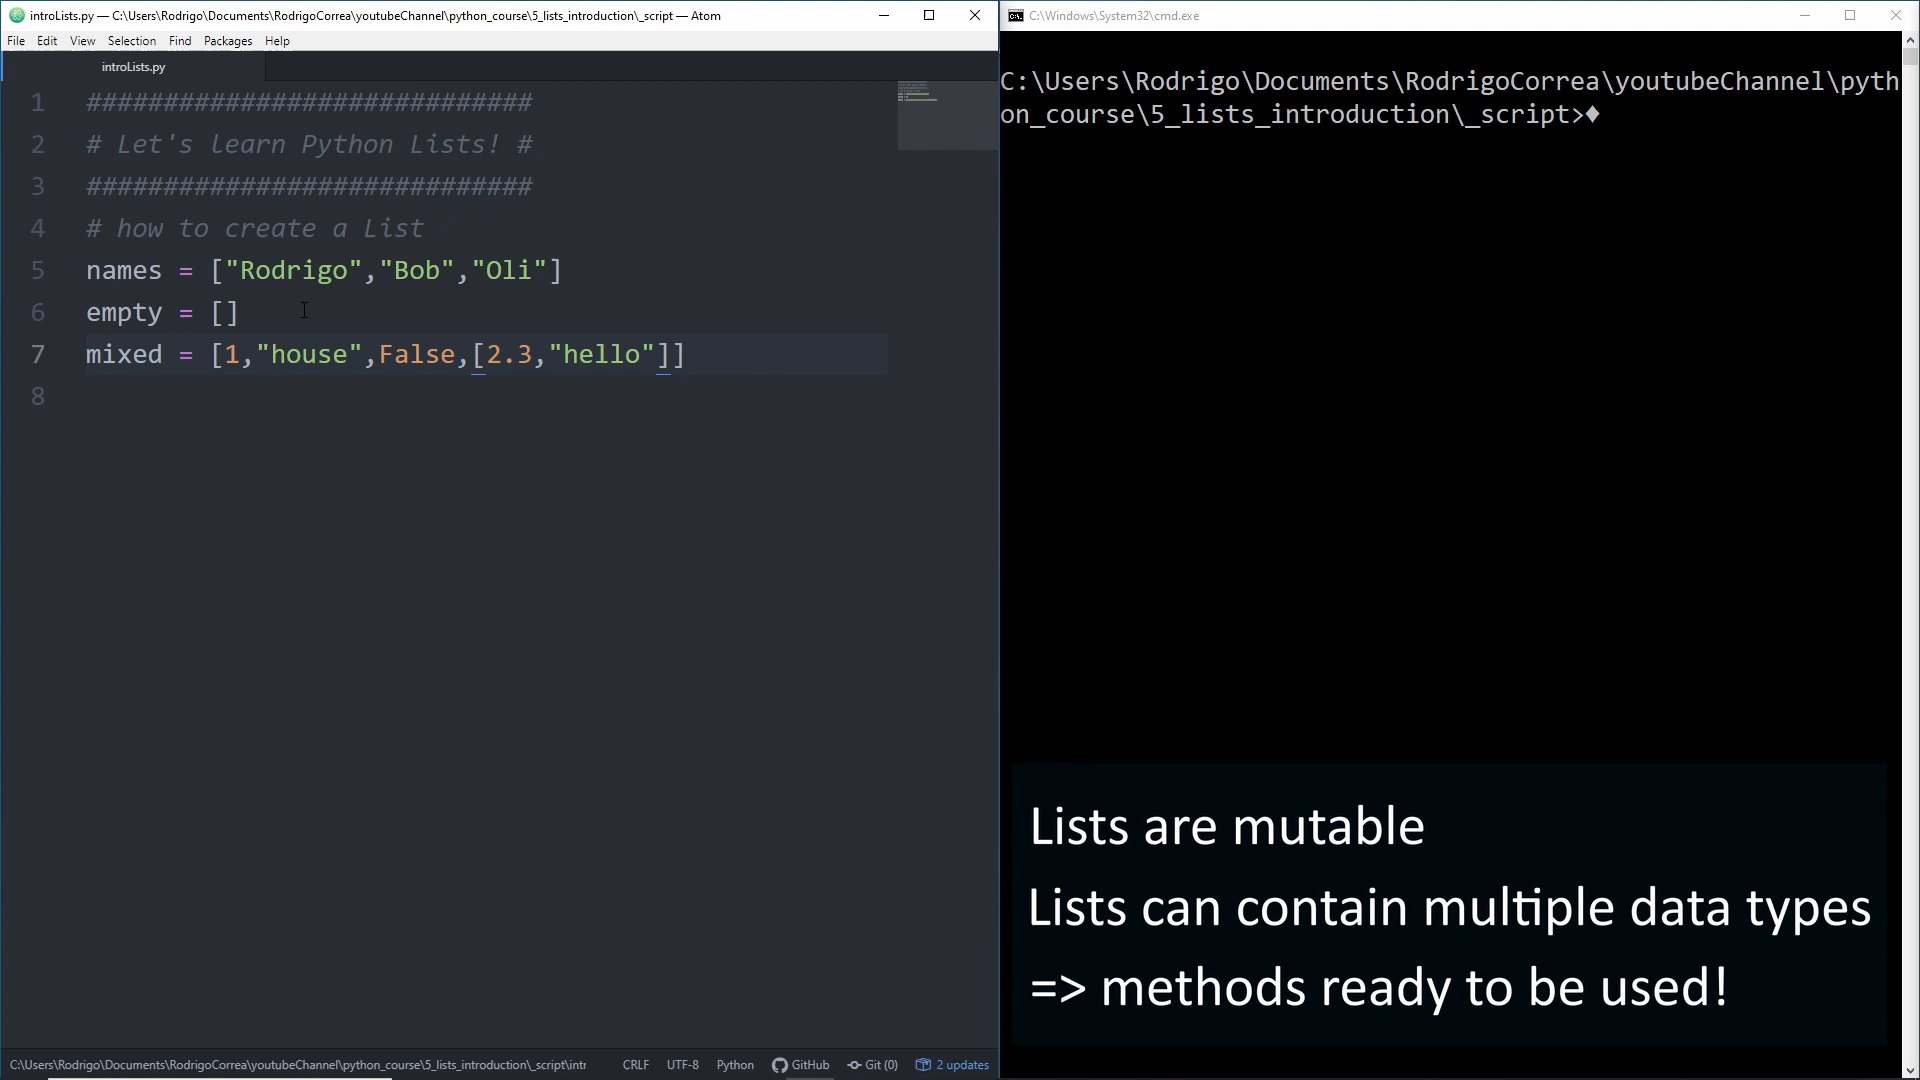 introLists.py — C:\Users\Rodrigo\Documents\RodrigoCorrea\youtubeChannel\python_course\5_lists_introduction\_script — Atom
File Edit View Selection Find Packages Help
introLists.py
1 #############################
2 # Let's learn Python Lists! #
3 #############################
4 # how to create a List
5 names = ["Rodrigo","Bob","Oli"]
6 empty = []
7 mixed = [1,"house",False,[2.3,"hello"]]
8
C:\Users\Rodrigo\Documents\RodrigoCorrea\youtubeChannel\python_course\5_lists_introduction\_script\intr
CRLF UTF-8 Python GitHub Git (0) 2 updates
C:\Windows\System32\cmd.exe
C:\Users\Rodrigo\Documents\RodrigoCorrea\youtubeChannel\pyth
on_course\5_lists_introduction\_script>♦
Lists are mutable
Lists can contain multiple data types
=> methods ready to be used!